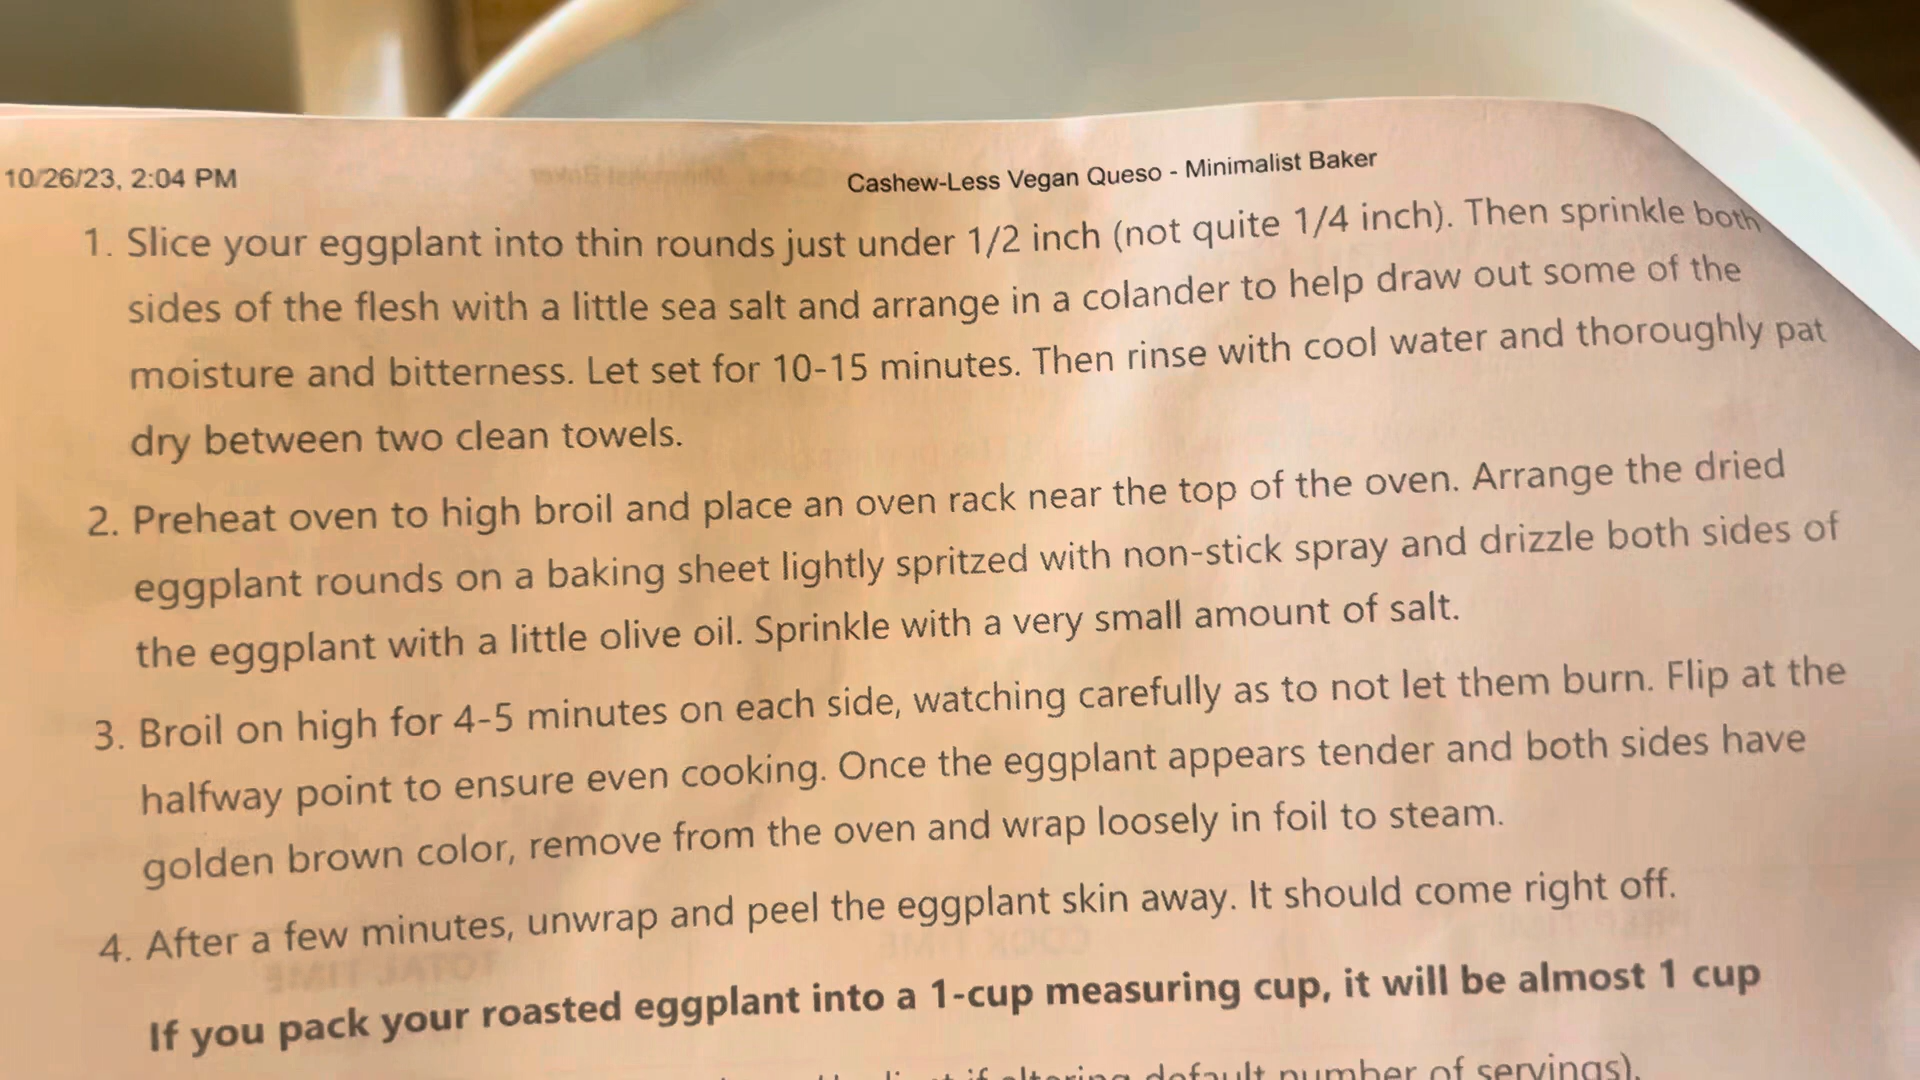 10/26/23, 2:04 PM
Cashew-Less Vegan Queso - Minimalist Baker
1. Slice your eggplant into thin rounds just under 1/2 inch (not quite 1/4 inch). Then sprinkle both
sides of the flesh with a little sea salt and arrange in a colander to help draw out some of the
moisture and bitterness. Let set for 10-15 minutes. Then rinse with cool water and thoroughly pat
dry between two clean towels.
2. Preheat oven to high broil and place an oven rack near the top of the oven. Arrange the dried
eggplant rounds on a baking sheet lightly spritzed with non-stick spray and drizzle both sides of
the eggplant with a little olive oil. Sprinkle with a very small amount of salt.
3. Broil on high for 4-5 minutes on each side, watching carefully as to not let them burn. Flip at the
halfway point to ensure even cooking. Once the eggplant appears tender and both sides have
golden brown color, remove from the oven and wrap loosely in foil to steam.
4. After a few minutes, unwrap and peel the eggplant skin away. It should come right off.
If you pack your roasted eggplant into a 1-cup measuring cup, it will be almost 1 cup
if altering default number of servings).